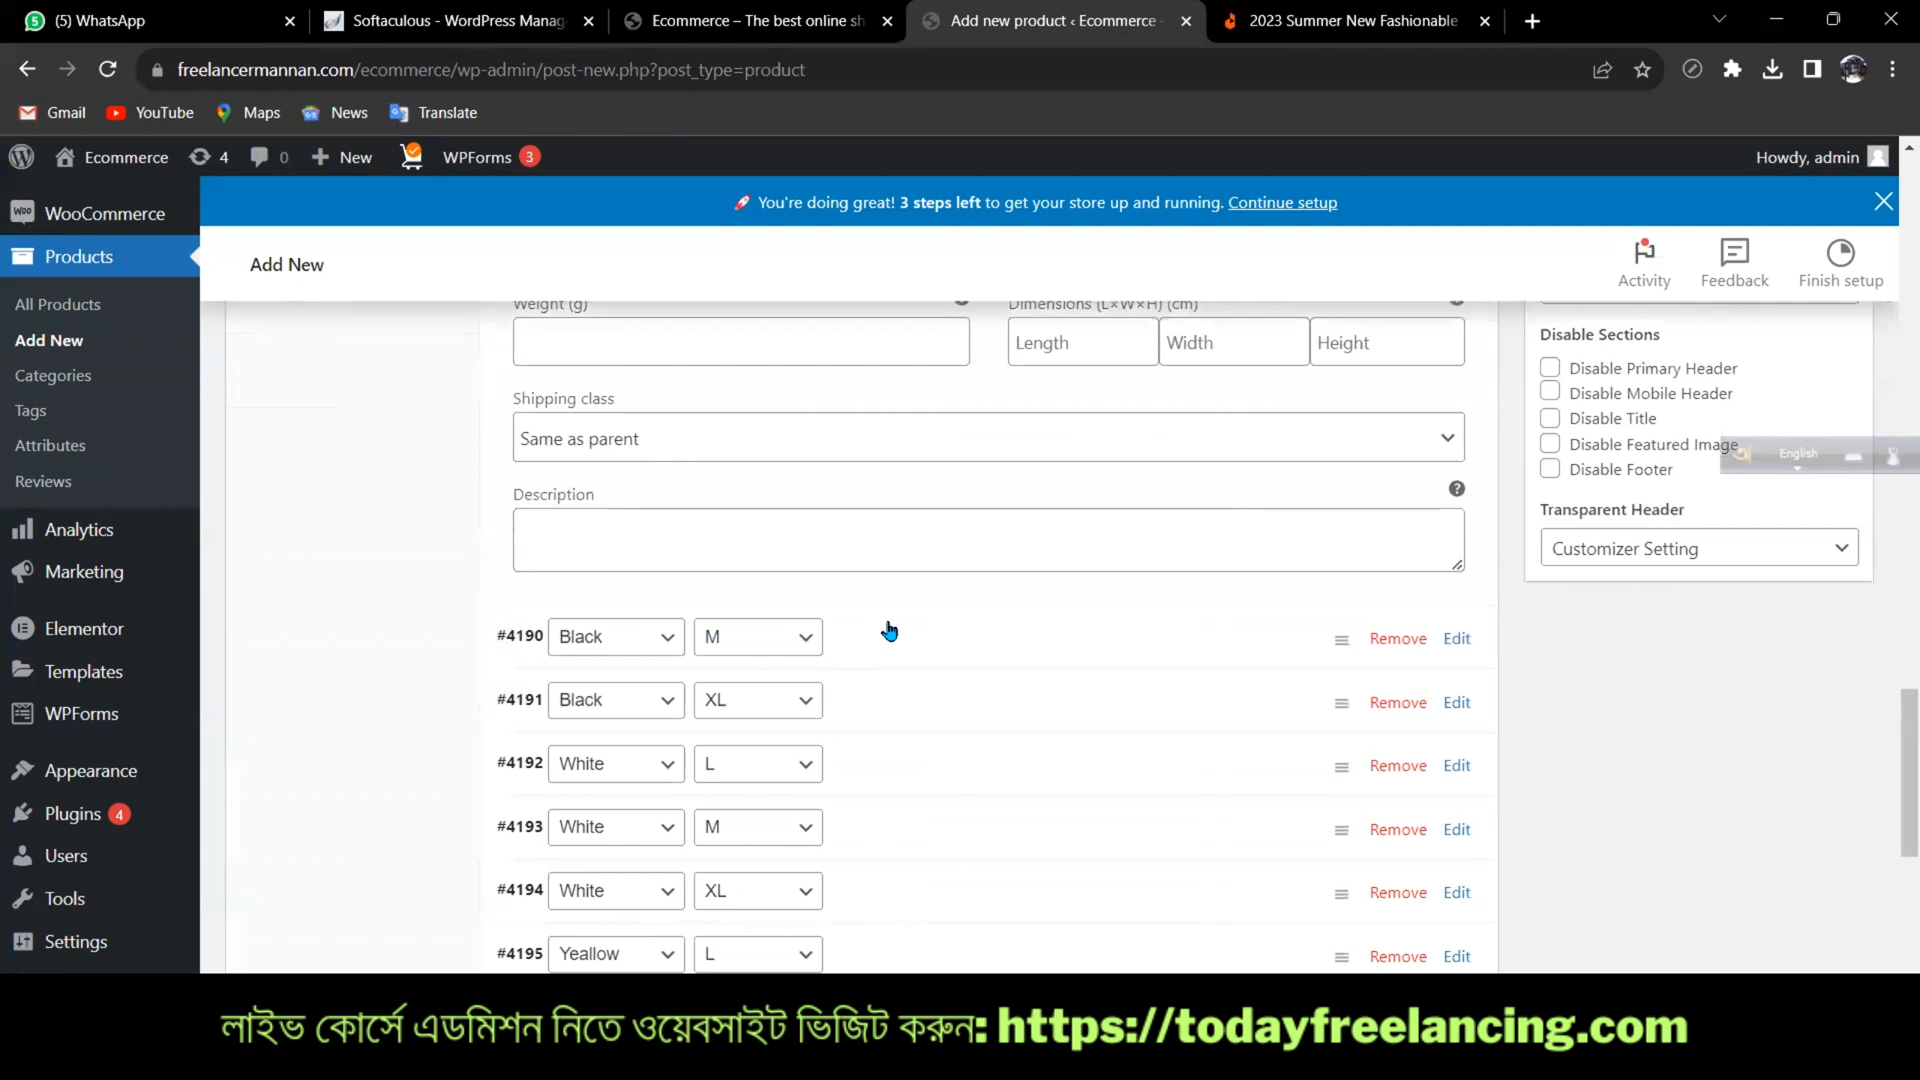 (5) WhatsApp
Softaculous - WordPress Manag
Ecommerce – The best online sh
Add new product ‹ Ecommerce
2023 Summer New Fashionable
freelancermannan.com/ecommerce/wp-admin/post-new.php?post_type=product
Gmail
YouTube
Maps
News
Translate
Ecommerce
4
0
New
WPForms
3
Howdy, admin
You're doing great! 3 steps left to get your store up and running. Continue setup
WooCommerce
Products
All Products
Add New
Categories
Tags
Attributes
Reviews
Analytics
Marketing
Elementor
Templates
WPForms
Appearance
Plugins 4
Users
Tools
Settings
Add New
Activity
Feedback
Finish setup
Weight (g)
Dimensions (L×W×H) (cm)
Length
Width
Height
Shipping class
Same as parent
Description
#4190 Black M Remove Edit
#4191 Black XL Remove Edit
#4192 White L Remove Edit
#4193 White M Remove Edit
#4194 White XL Remove Edit
#4195 Yeallow L Remove Edit
Disable Sections
Disable Primary Header
Disable Mobile Header
Disable Title
Disable Featured Image
Disable Footer
English
Transparent Header
Customizer Setting
লাইভ কোর্সে এডমিশন নিতে ওয়েবসাইট ভিজিট করুন: https://todayfreelancing.com